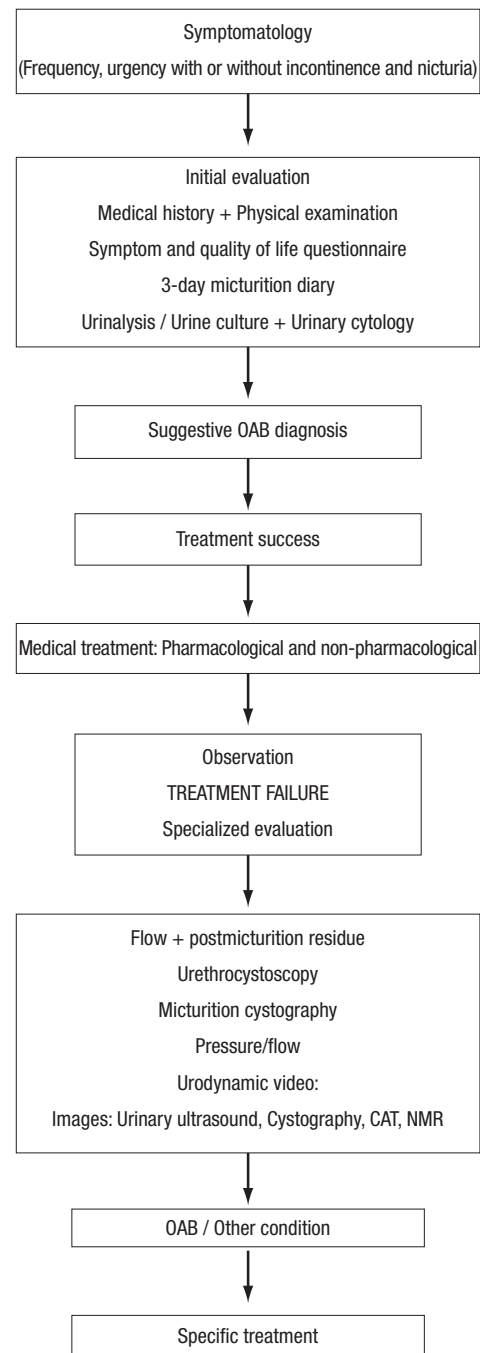 Symptomatology
(Frequency, urgency with or without incontinence and nicturia)
Initial evaluation
Medical history + Physical examination
Symptom and quality of life questionnaire
3-day micturition diary
Urinalysis / Urine culture + Urinary cytology
Suggestive OAB diagnosis
Treatment success
Medical treatment: Pharmacological and non-pharmacological
Observation
TREATMENT FAILURE
Specialized evaluation
Flow + postmicturition residue
Urethrocystoscopy
Micturition cystography
Pressure/flow
Urodynamic video:
Images: Urinary ultrasound, Cystography, CAT, NMR
OAB / Other condition
Specific treatment